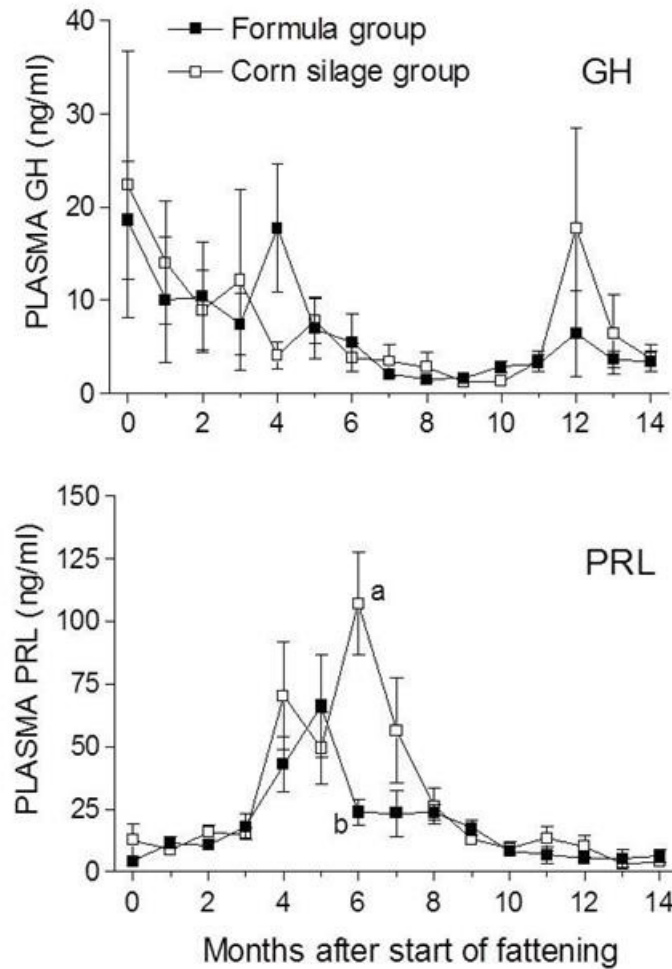 Formula group
Corn silage group
GH
PLASMA GH (ng/ml)
40
30
20
10
0
0 2 4 6 8 10 12 14
PRL
PLASMA PRL (ng/ml)
150
125
100
75
50
25
0
a
b
0 2 4 6 8 10 12 14
Months after start of fattening